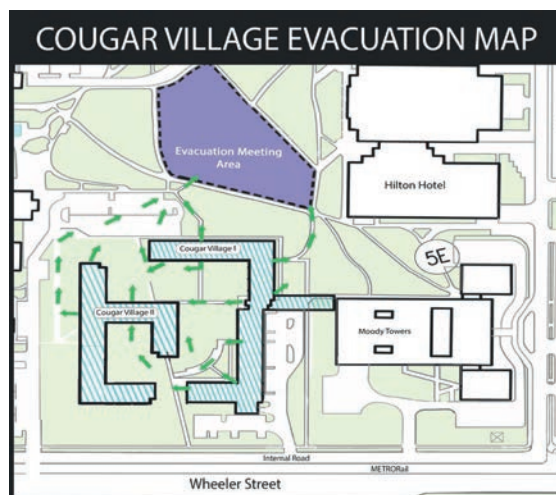 COUGAR VILLAGE EVACUATION MAP
Evacuation Meeting
Area
Hilton Hotel
Cougar Village I
5E
Cougar Village II
Moody Towers
Internal Road
METRORail
Wheeler Street